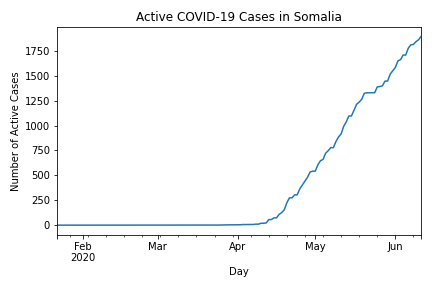 Active COVID-19 Cases in Somalia
Number of Active Cases
1750
1500
1250
1000
750
500
250
0
Feb
2020
Mar
Apr
May
Jun
Day